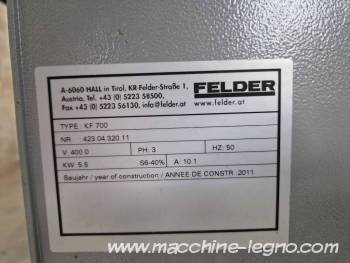 A-6060 HALL in Tirol, KR-Felder-Straße 1,
Austria, Tel. +43 (0) 5223 58500,
Fax +43 (0) 5223 56130, info@felder.at
FELDER
www.felder.at
TYPE: KF 700
NR. 423.04.320.11
V: 400.0 PH: 3 HZ: 50
KW: 5.5 S6-40% A: 10.1
Baujahr / year of construction / ANNEE DE CONSTR.:2011
www.macchine-legno.com